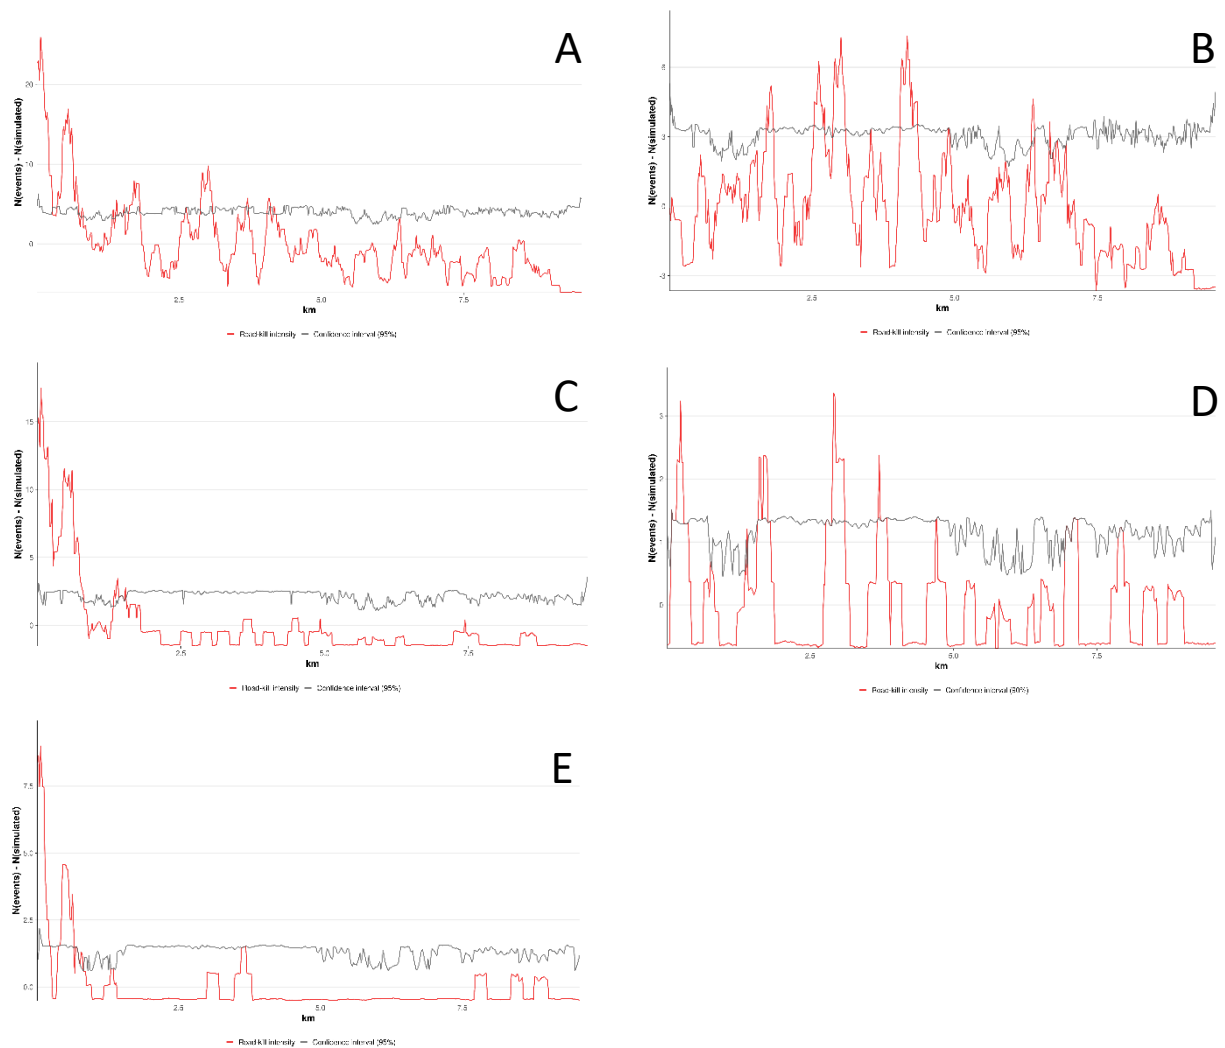 A
N(events) - N(simulated)
20
10
0
2.5
5.0
7.5
km
Road-kill intensity
Confidence interval (95%)
B
N(events) - N(simulated)
6
3
0
-3
2.5
5.0
7.5
km
Road-kill intensity
Confidence interval (95%)
C
N(events) - N(simulated)
15
10
5
0
2.5
5.0
7.5
km
Road-kill intensity
Confidence interval (95%)
D
N(events) - N(simulated)
3
2
1
0
2.5
5.0
7.5
km
Road-kill intensity
Confidence interval (90%)
E
N(events) - N(simulated)
7.5
5.0
2.5
0.0
2.5
5.0
7.5
km
Road-kill intensity
Confidence interval (95%)